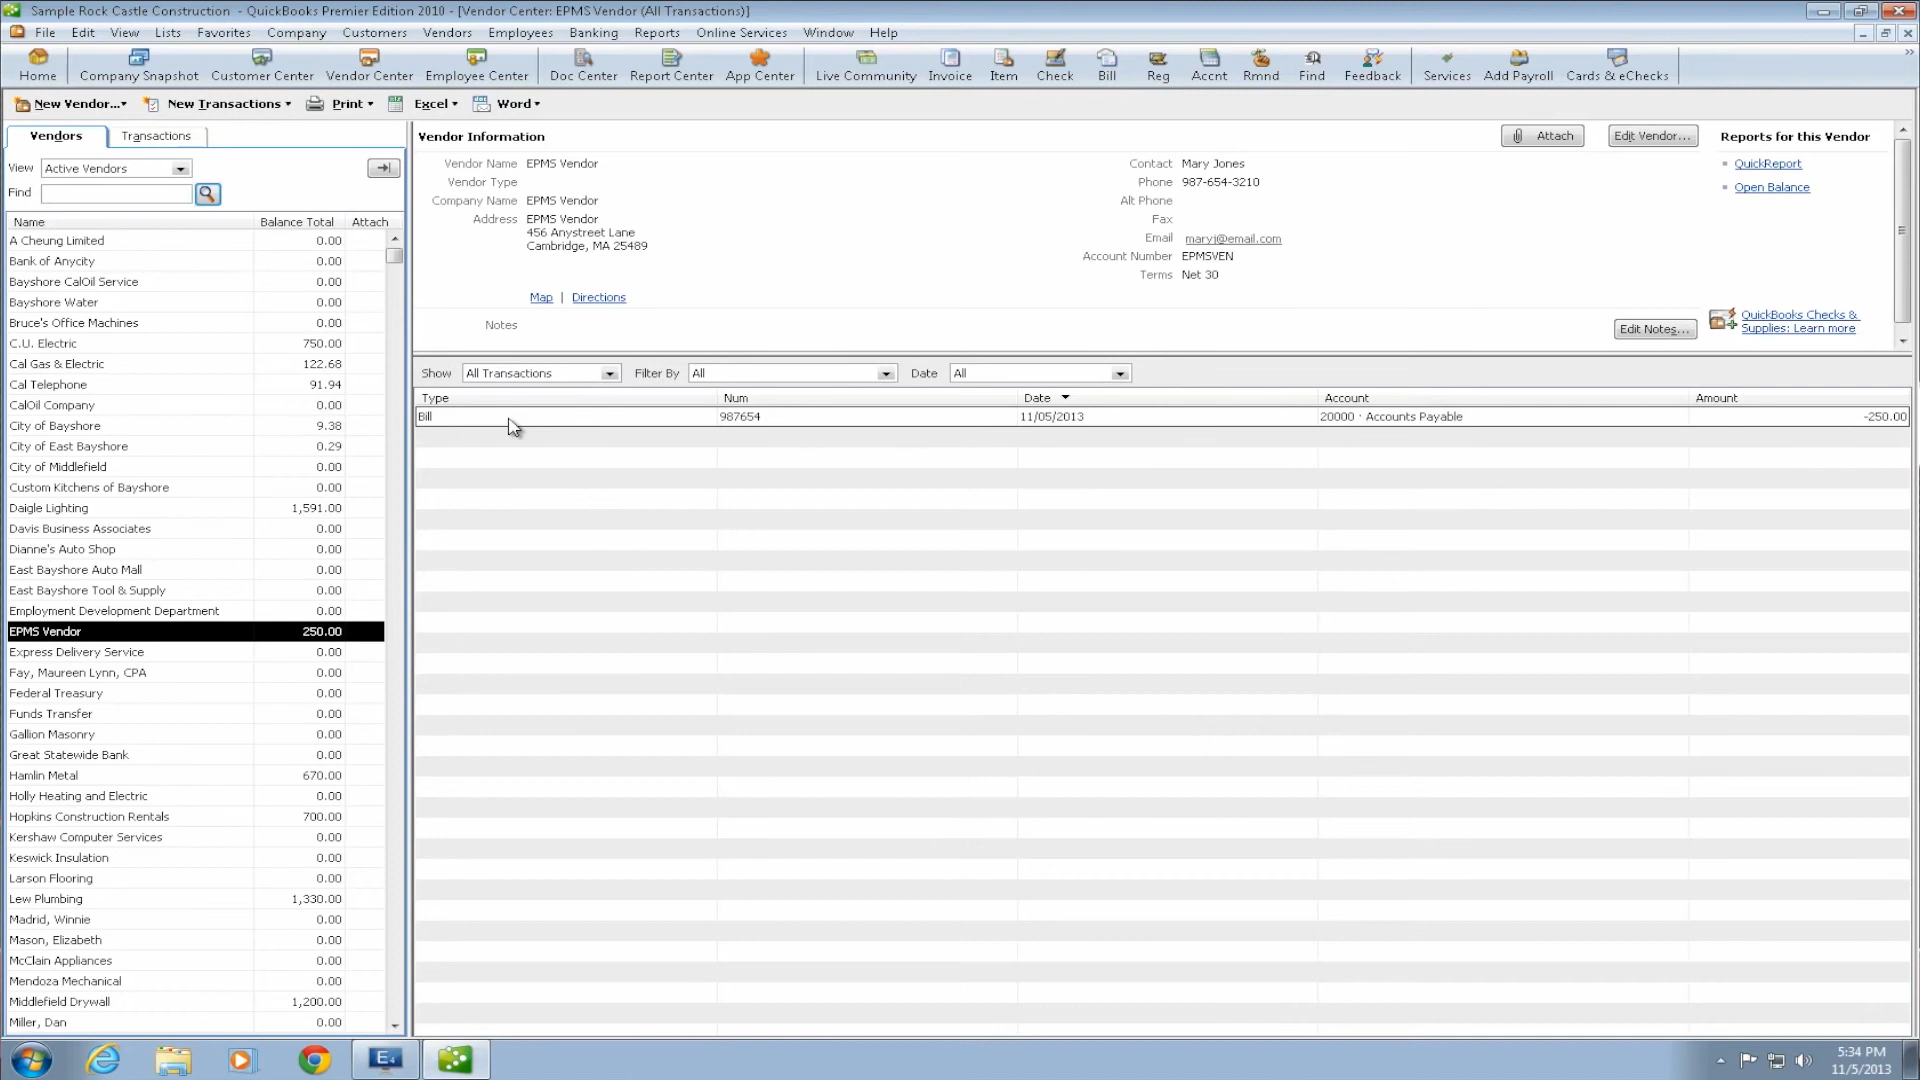 Sample Rock Castle Construction - QuickBooks Premier Edition 2010 - [Vendor Center: EPMS Vendor (All Transactions)]
File Edit View Lists Favorites Company Customers Vendors Employees Banking Reports Online Services Window Help
Home Company Snapshot Customer Center Vendor Center Employee Center Doc Center Report Center App Center Live Community Invoice Item Check Bill Reg Accnt Rmnd Find Feedback Services Add Payroll Cards & eChecks
New Vendor... New Transactions Print Excel Word
Vendors Transactions
View Active Vendors
Find
Name Balance Total Attach
A Cheung Limited 0.00
Bank of Anycity 0.00
Bayshore CalOil Service 0.00
Bayshore Water 0.00
Bruce's Office Machines 0.00
C.U. Electric 750.00
Cal Gas & Electric 122.68
Cal Telephone 91.94
CalOil Company 0.00
City of Bayshore 9.38
City of East Bayshore 0.29
City of Middlefield 0.00
Custom Kitchens of Bayshore 0.00
Daigle Lighting 1,591.00
Davis Business Associates 0.00
Dianne's Auto Shop 0.00
East Bayshore Auto Mall 0.00
East Bayshore Tool & Supply 0.00
Employment Development Department 0.00
EPMS Vendor 250.00
Express Delivery Service 0.00
Fay, Maureen Lynn, CPA 0.00
Federal Treasury 0.00
Funds Transfer 0.00
Gallion Masonry 0.00
Great Statewide Bank 0.00
Hamlin Metal 670.00
Holly Heating and Electric 0.00
Hopkins Construction Rentals 700.00
Kershaw Computer Services 0.00
Keswick Insulation 0.00
Larson Flooring 0.00
Lew Plumbing 1,330.00
Madrid, Winnie 0.00
Mason, Elizabeth 0.00
McClain Appliances 0.00
Mendoza Mechanical 0.00
Middlefield Drywall 1,200.00
Miller, Dan 0.00
Vendor Information
Attach Edit Vendor...
Vendor Name EPMS Vendor
Vendor Type
Company Name EPMS Vendor
Address EPMS Vendor
456 Anystreet Lane
Cambridge, MA 25489
Map | Directions
Notes
Contact Mary Jones
Phone 987-654-3210
Alt Phone
Fax
Email maryj@email.com
Account Number EPMSVEN
Terms Net 30
Edit Notes...
Reports for this Vendor
QuickReport
Open Balance
QuickBooks Checks &
Supplies: Learn more
Show All Transactions Filter By All Date All
Type Num Date Account Amount
Bill 987654 11/05/2013 20000 · Accounts Payable -250.00
E4
5:34 PM
11/5/2013